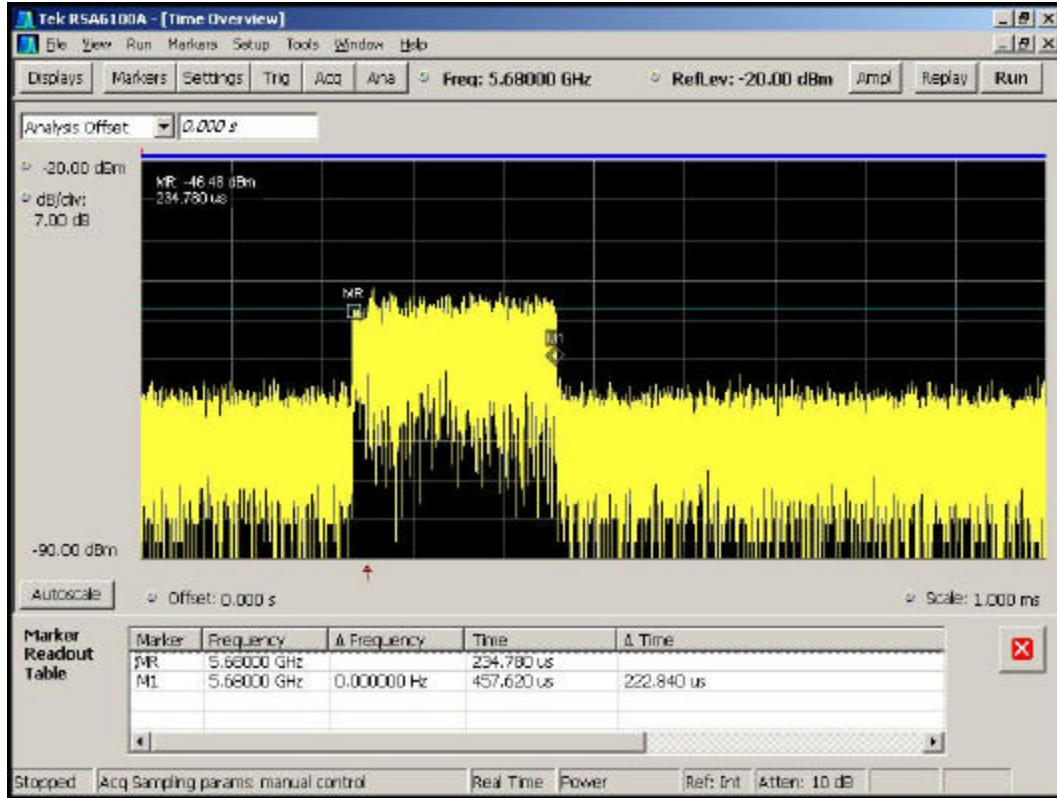 Tek RSA6100A - [Time Overview]
File View Run Markers Setup Tools Window Help
Displays Markers Settings Trig Acq Ana Freq: 5.68000 GHz RefLev: -20.00 dBm Ampl Replay Run
Analysis Offset 0.000 s
-20.00 dBm
dB/div:
7.00 dB
MR: -46.48 dBm
234.780 us
MR
M1
-90.00 dBm
Autoscale Offset: 0.000 s Scale: 1.000 ms
Marker Readout Table
Marker Frequency Δ Frequency Time Δ Time
MR 5.68000 GHz 234.780 us
M1 5.68000 GHz 0.000000 Hz 457.620 us 222.840 us
Stopped Acq Sampling params: manual control Real Time Power Ref: Int Atten: 10 dB